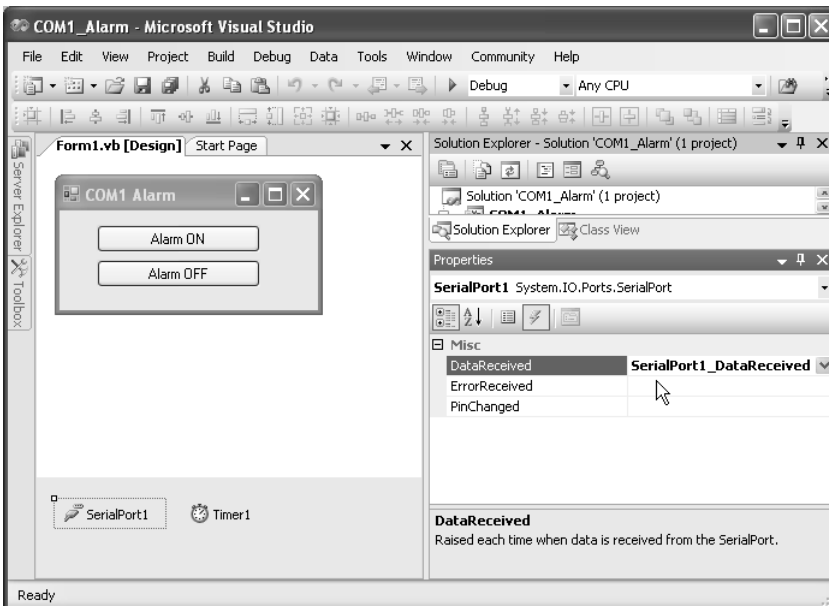 COM1_Alarm - Microsoft Visual Studio
File Edit View Project Build Debug Data Tools Window Community Help
Debug Any CPU
Server Explorer
Toolbox
Form1.vb [Design] Start Page
COM1 Alarm
Alarm ON
Alarm OFF
SerialPort1
Timer1
Solution Explorer - Solution 'COM1_Alarm' (1 project)
Solution 'COM1_Alarm' (1 project)
COM1_Alarm
Solution Explorer Class View
Properties
SerialPort1 System.IO.Ports.SerialPort
Misc
DataReceived SerialPort1_DataReceived
ErrorReceived
PinChanged
DataReceived
Raised each time when data is received from the SerialPort.
Ready